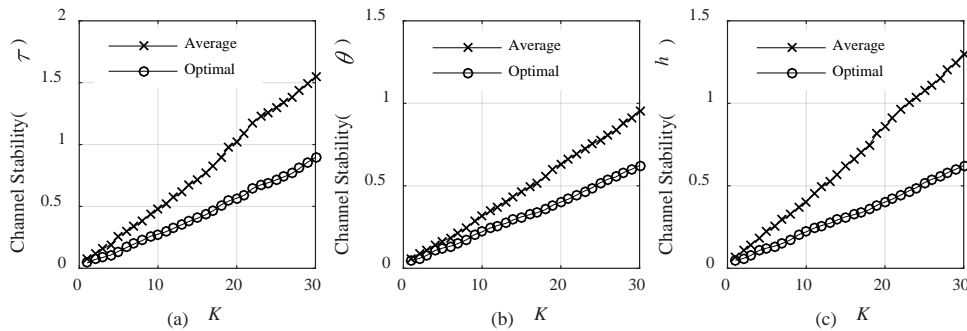 Channel Stability( τ )
2
1.5
1
0.5
0
0 10 20 30
K
Average
Optimal
(a)
Channel Stability( θ )
1.5
1
0.5
0
0 10 20 30
K
Average
Optimal
(b)
Channel Stability( h )
1.5
1
0.5
0
0 10 20 30
K
Average
Optimal
(c)